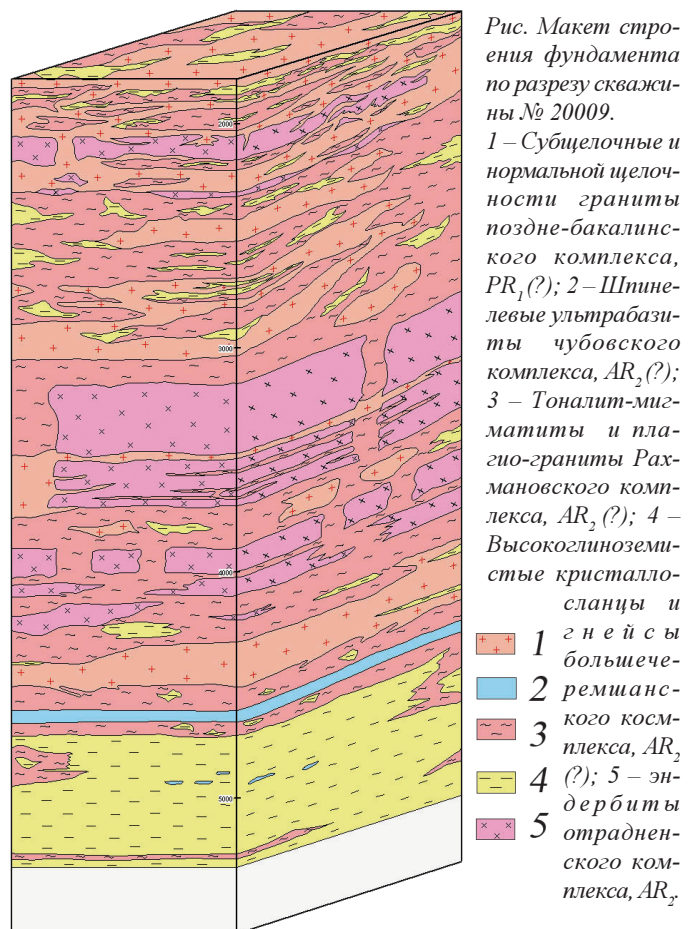 Рис. Макет стро-
ения фундамента
по разрезу скважи-
ны № 20009.
1 – Субщелочные и
нормальной щелоч-
ности граниты
поздне-бакалинс-
кого комплекса,
PR₁(?); 2 – Шпине-
левые ультрабази-
ты чубовского
комплекса, AR₂(?);
3 – Тоналит-миг-
матиты и пла-
гио-граниты Рах-
мановского комп-
лекса, AR₂ (?); 4 –
Высокоглиноземи-
стые кристалло-
сланцы и
гнейсы
большече-
ремшанс-
кого косм-
плекса, AR₂
(?); 5 – эн-
дербиты
отраднен-
ского ком-
плекса, AR₂.
2000
3000
4000
5000
1
2
3
4
5